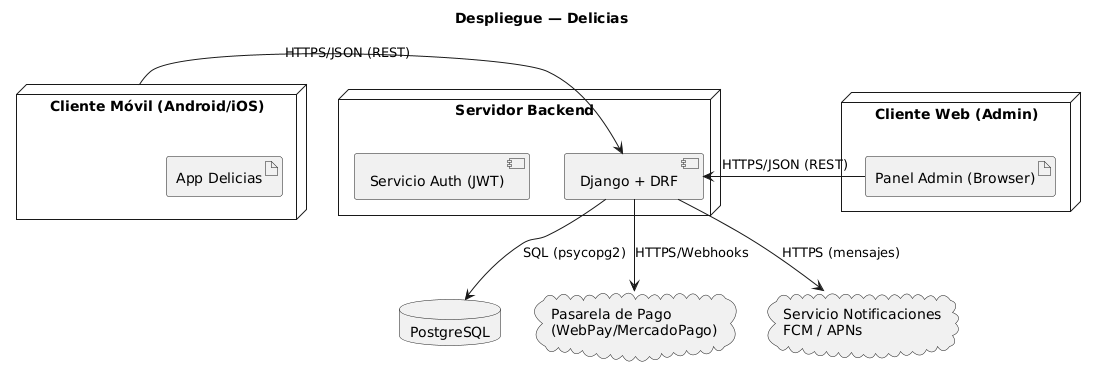 Despliegue — Delicias
HTTPS/JSON (REST)
Cliente Móvil (Android/iOS)
App Delicias
Servidor Backend
Servicio Auth (JWT)
Django + DRF
Cliente Web (Admin)
HTTPS/JSON (REST)
Panel Admin (Browser)
SQL (psycopg2)
HTTPS/Webhooks
HTTPS (mensajes)
PostgreSQL
Pasarela de Pago
(WebPay/MercadoPago)
Servicio Notificaciones
FCM / APNs